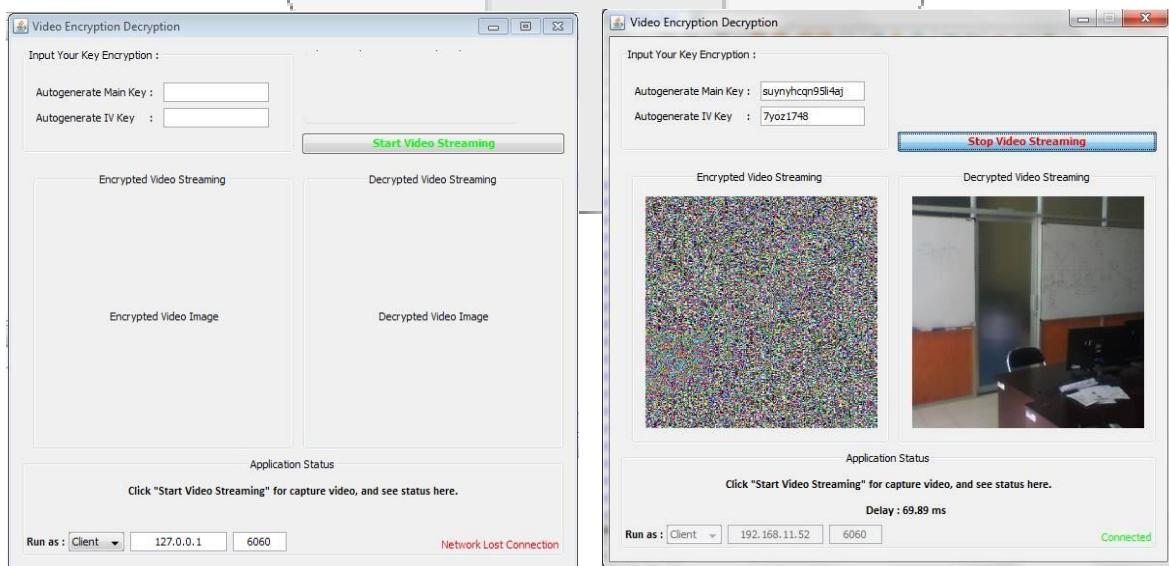 Video Encryption Decryption
Input Your Key Encryption :
Autogenerate Main Key :
Autogenerate IV Key :
Start Video Streaming
Encrypted Video Streaming
Decrypted Video Streaming
Encrypted Video Image
Decrypted Video Image
Application Status
Click "Start Video Streaming" for capture video, and see status here.
Run as : Client 127.0.0.1 6060
Network Lost Connection
Video Encryption Decryption
Input Your Key Encryption :
Autogenerate Main Key : suynyhcqn95li4aj
Autogenerate IV Key : 7yoz1748
Stop Video Streaming
Encrypted Video Streaming
Decrypted Video Streaming
Application Status
Click "Start Video Streaming" for capture video, and see status here.
Delay : 69.89 ms
Run as : Client 192.168.11.52 6060
Connected